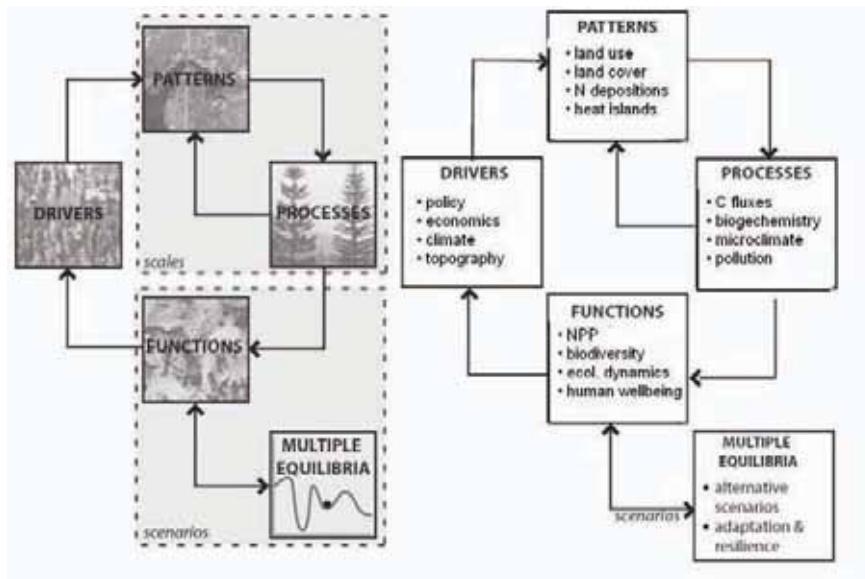 PATTERNS
DRIVERS
PROCESSES
scales
FUNCTIONS
MULTIPLE
EQUILIBRIA
scenarios
PATTERNS
• land use
• land cover
• N depositions
• heat islands
DRIVERS
• policy
• economics
• climate
• topography
PROCESSES
• C fluxes
• biogechemistry
• microclimate
• pollution
FUNCTIONS
• NPP
• biodiversity
• ecol. dynamics
• human wellbeing
MULTIPLE
EQUILIBRIA
• alternative
scenarios
• adaptation &
resilience
scenarios